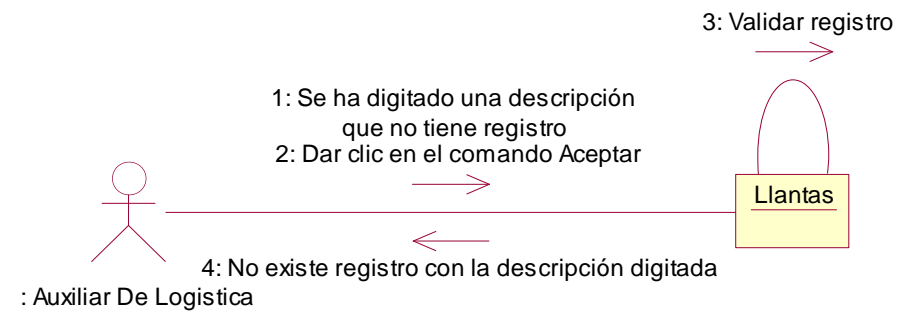 3: Validar registro
1: Se ha digitado una descripción
que no tiene registro
2: Dar clic en el comando Aceptar
Llantas
4: No existe registro con la descripción digitada
: Auxiliar De Logistica